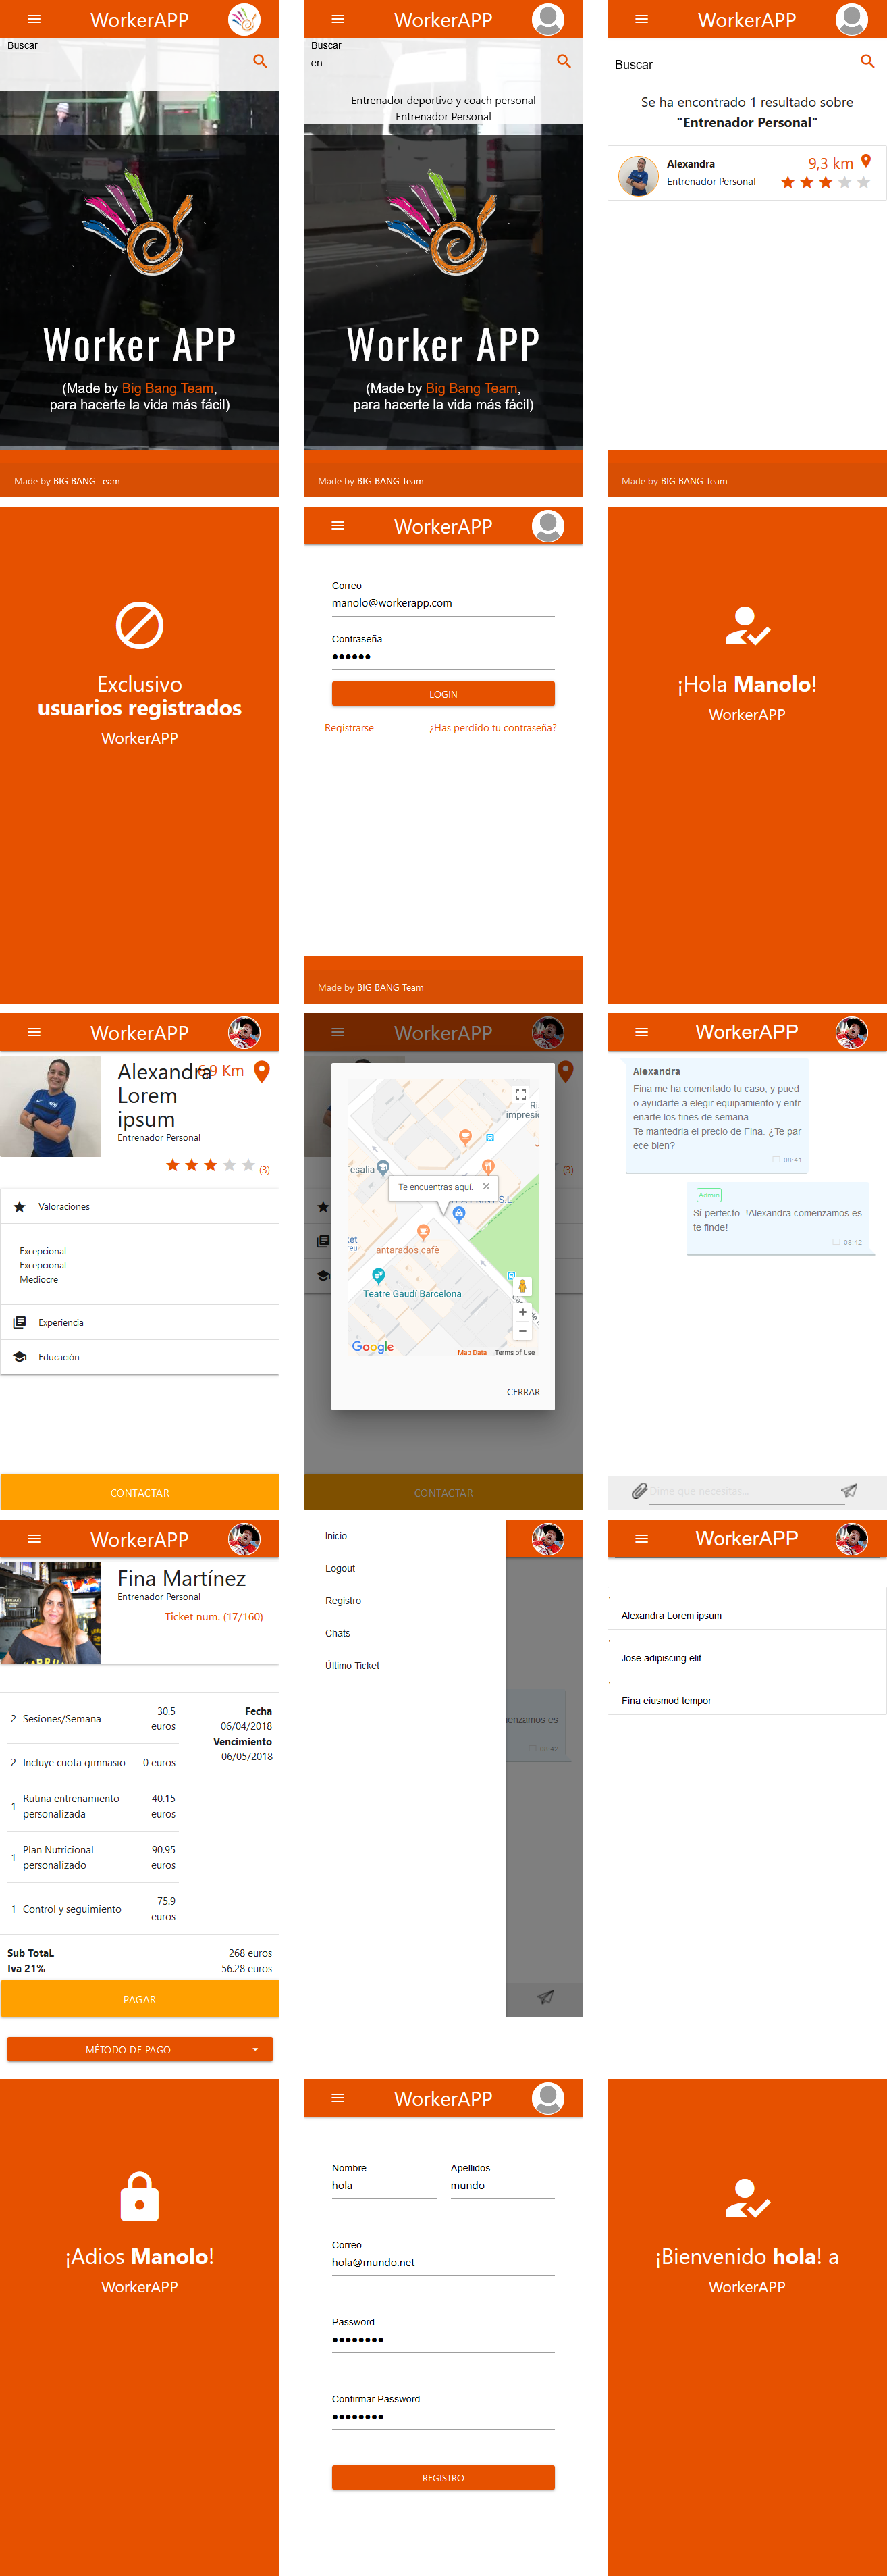 WorkerAPP
Buscar
Worker APP
(Made by Big Bang Team,
para hacerte la vida más fácil)
Made by BIG BANG Team
WorkerAPP
Buscar
en
Entrenador deportivo y coach personal
Entrenador Personal
Worker APP
(Made by Big Bang Team,
para hacerte la vida más fácil)
Made by BIG BANG Team
WorkerAPP
Buscar
Se ha encontrado 1 resultado sobre
"Entrenador Personal"
Alexandra
9,3 km
Entrenador Personal
Made by BIG BANG Team
Exclusivo
usuarios registrados
WorkerAPP
WorkerAPP
Correo
manolo@workerapp.com
Contraseña
LOGIN
Registrarse
¿Has perdido tu contraseña?
Made by BIG BANG Team
¡Hola Manolo!
WorkerAPP
WorkerAPP
Alexandra
Km
Lorem
ipsum
Entrenador Personal
(3)
Valoraciones
Excepcional
Excepcional
Mediocre
Experiencia
Educación
CONTACTAR
WorkerAPP
(3)
Te encuentras aquí.
antarados cafè
Teatre Gaudí Barcelona
Google
Map Data
Terms of Use
CERRAR
CONTACTAR
WorkerAPP
Alexandra
Fina me ha comentado tu caso, y pued
o ayudarte a elegir equipamiento y entr
enarte los fines de semana.
Te mantedria el precio de Fina. ¿Te par
ece bien?
08:41
Admin
Sí perfecto. !Alexandra comenzamos es
te finde!
08:42
Dime que necesitas...
WorkerAPP
Fina Martínez
Entrenador Personal
Ticket num. (17/160)
2 Sesiones/Semana 30.5 euros
2 Incluye cuota gimnasio 0 euros
1 Rutina entrenamiento personalizada 40.15 euros
1 Plan Nutricional personalizado 90.95 euros
1 Control y seguimiento 75.9 euros
Fecha
06/04/2018
Vencimiento
06/05/2018
Sub TotaL 268 euros
Iva 21% 56.28 euros
PAGAR
MÉTODO DE PAGO
Inicio
Logout
Registro
Chats
Último Ticket
enzamos es
08:42
WorkerAPP
Alexandra Lorem ipsum
Jose adipiscing elit
Fina eiusmod tempor
¡Adios Manolo!
WorkerAPP
WorkerAPP
Nombre
hola
Apellidos
mundo
Correo
hola@mundo.net
Password
Confirmar Password
REGISTRO
¡Bienvenido hola! a
WorkerAPP